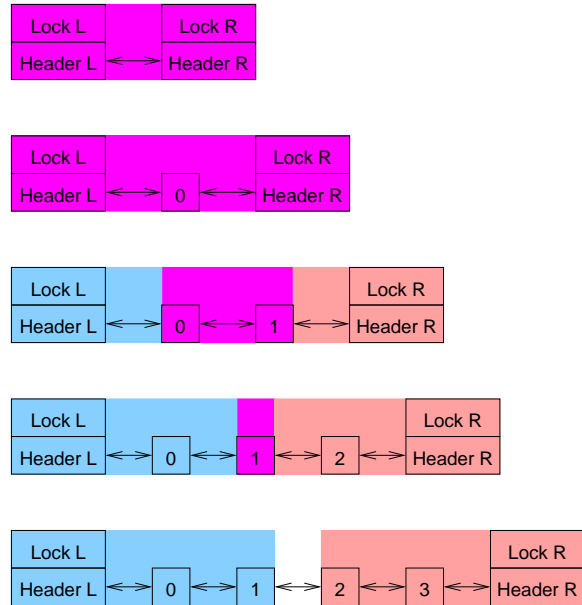 Lock L Lock R
Header L Header R
Lock L Lock R
Header L 0 Header R
Lock L Lock R
Header L 0 1 Header R
Lock L Lock R
Header L 0 1 2 Header R
Lock L Lock R
Header L 0 1 2 3 Header R